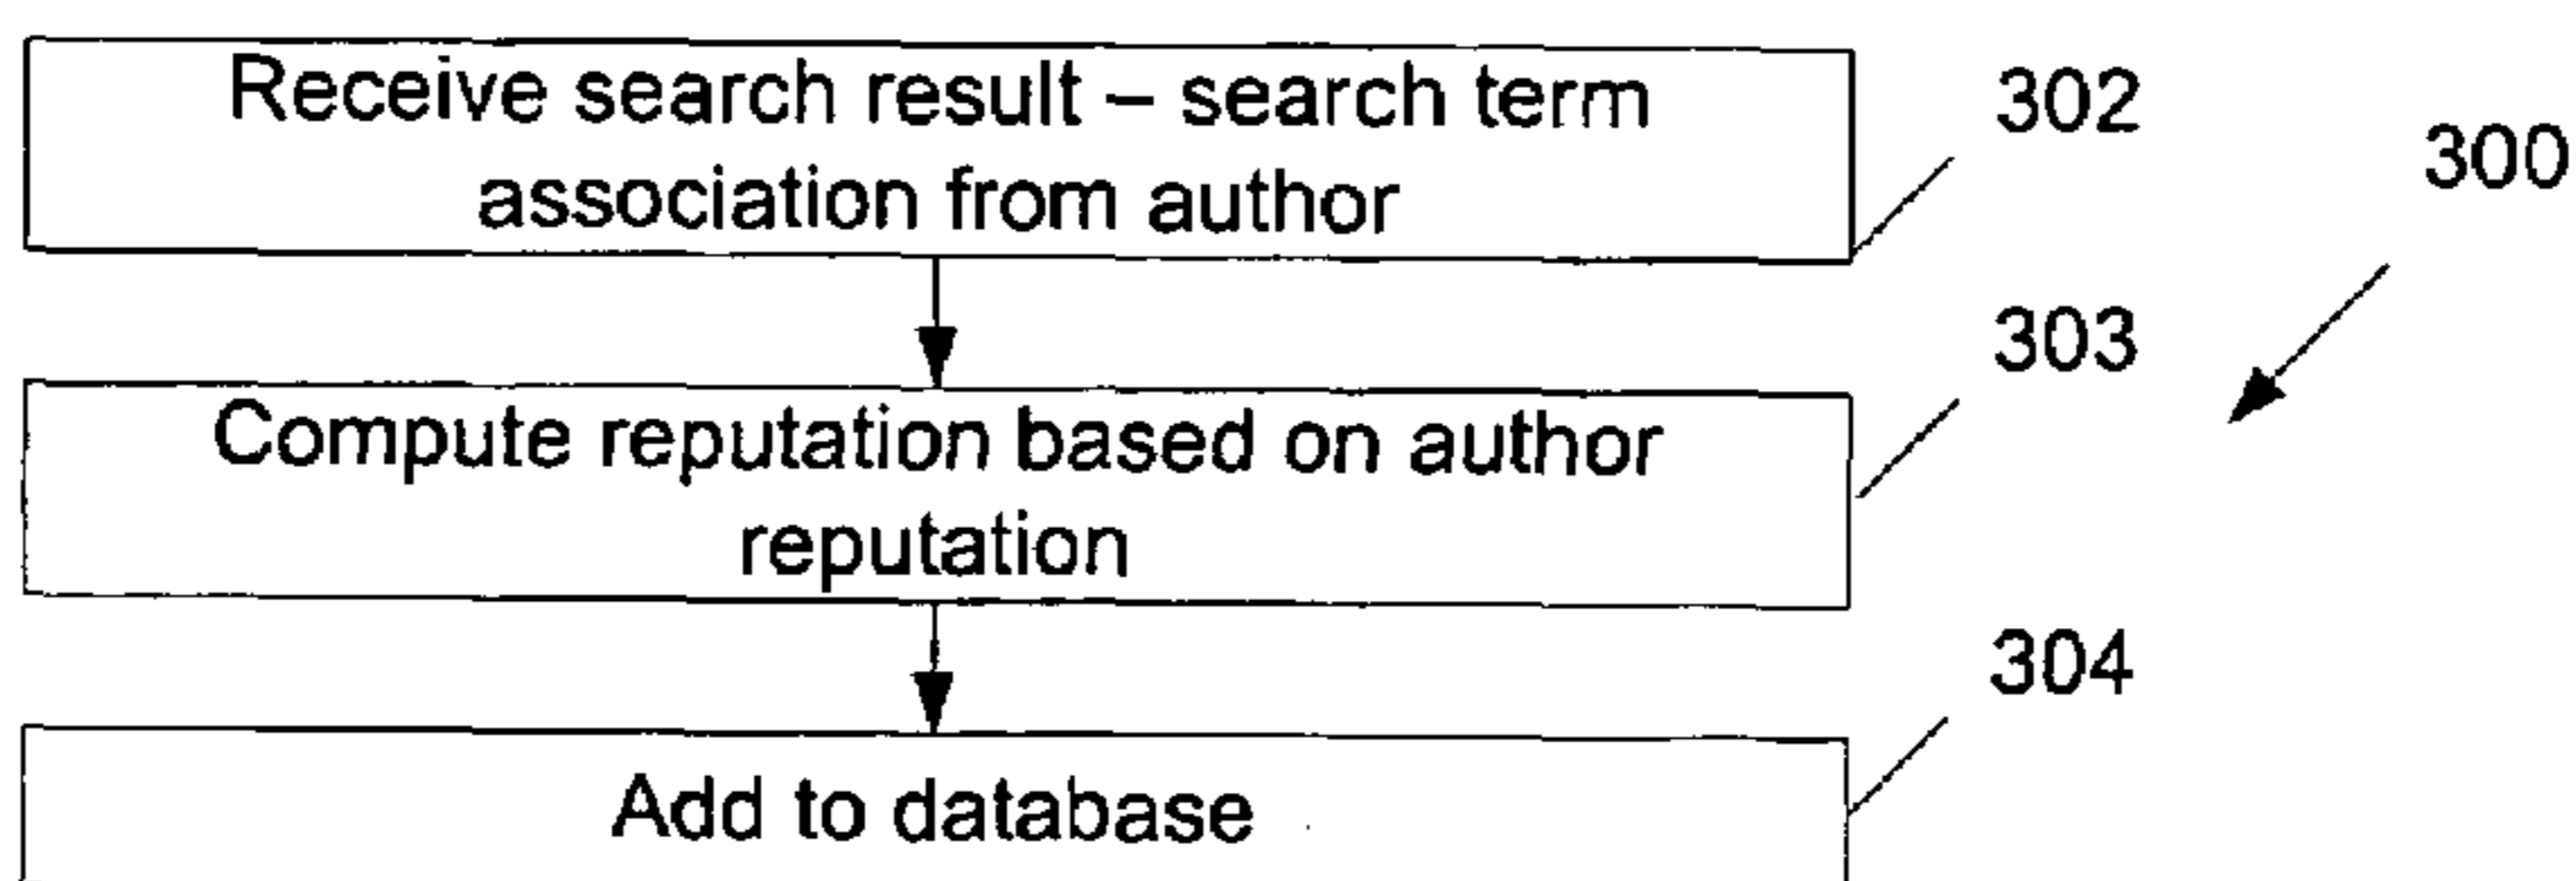 Receive search result – search term
association from author
302
300
Compute reputation based on author
reputation
303
Add to database
304